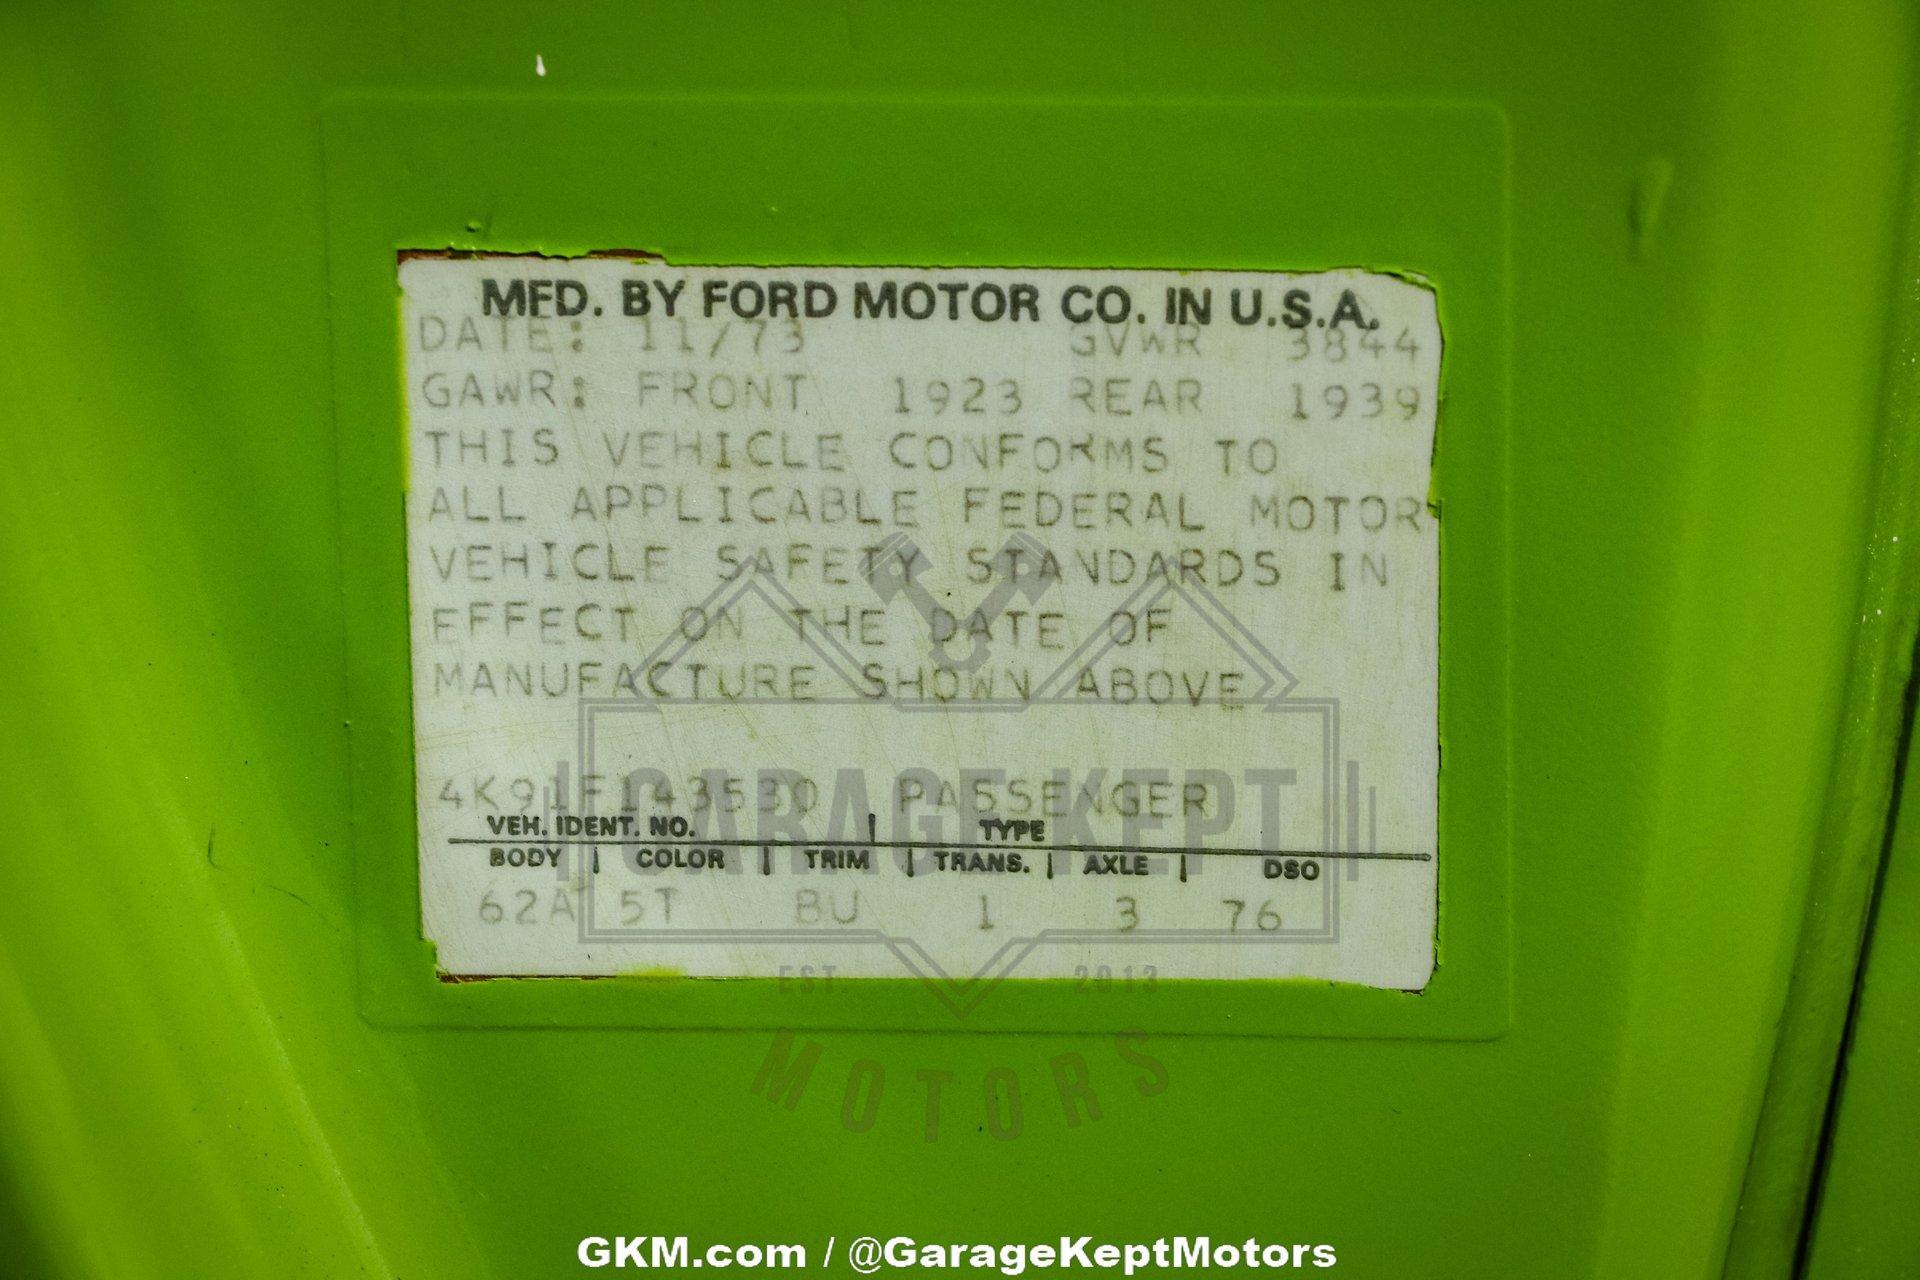 MFD. BY FORD MOTOR CO. IN U.S.A.
DATE: 11/73 GVWR 3844
GAWR: FRONT 1923 REAR 1939
THIS VEHICLE CONFORMS TO
ALL APPLICABLE FEDERAL MOTOR
VEHICLE SAFETY STANDARDS IN
EFFECT ON THE DATE OF
MANUFACTURE SHOWN ABOVE
4K91F143530 PASSENGER
VEH. IDENT. NO. | TYPE
BODY | COLOR | TRIM | TRANS. | AXLE | DSO
62A 5T BU 1 3 76
GARAGE KEPT
EST. 2013
MOTORS
GKM.com / @GarageKeptMotors